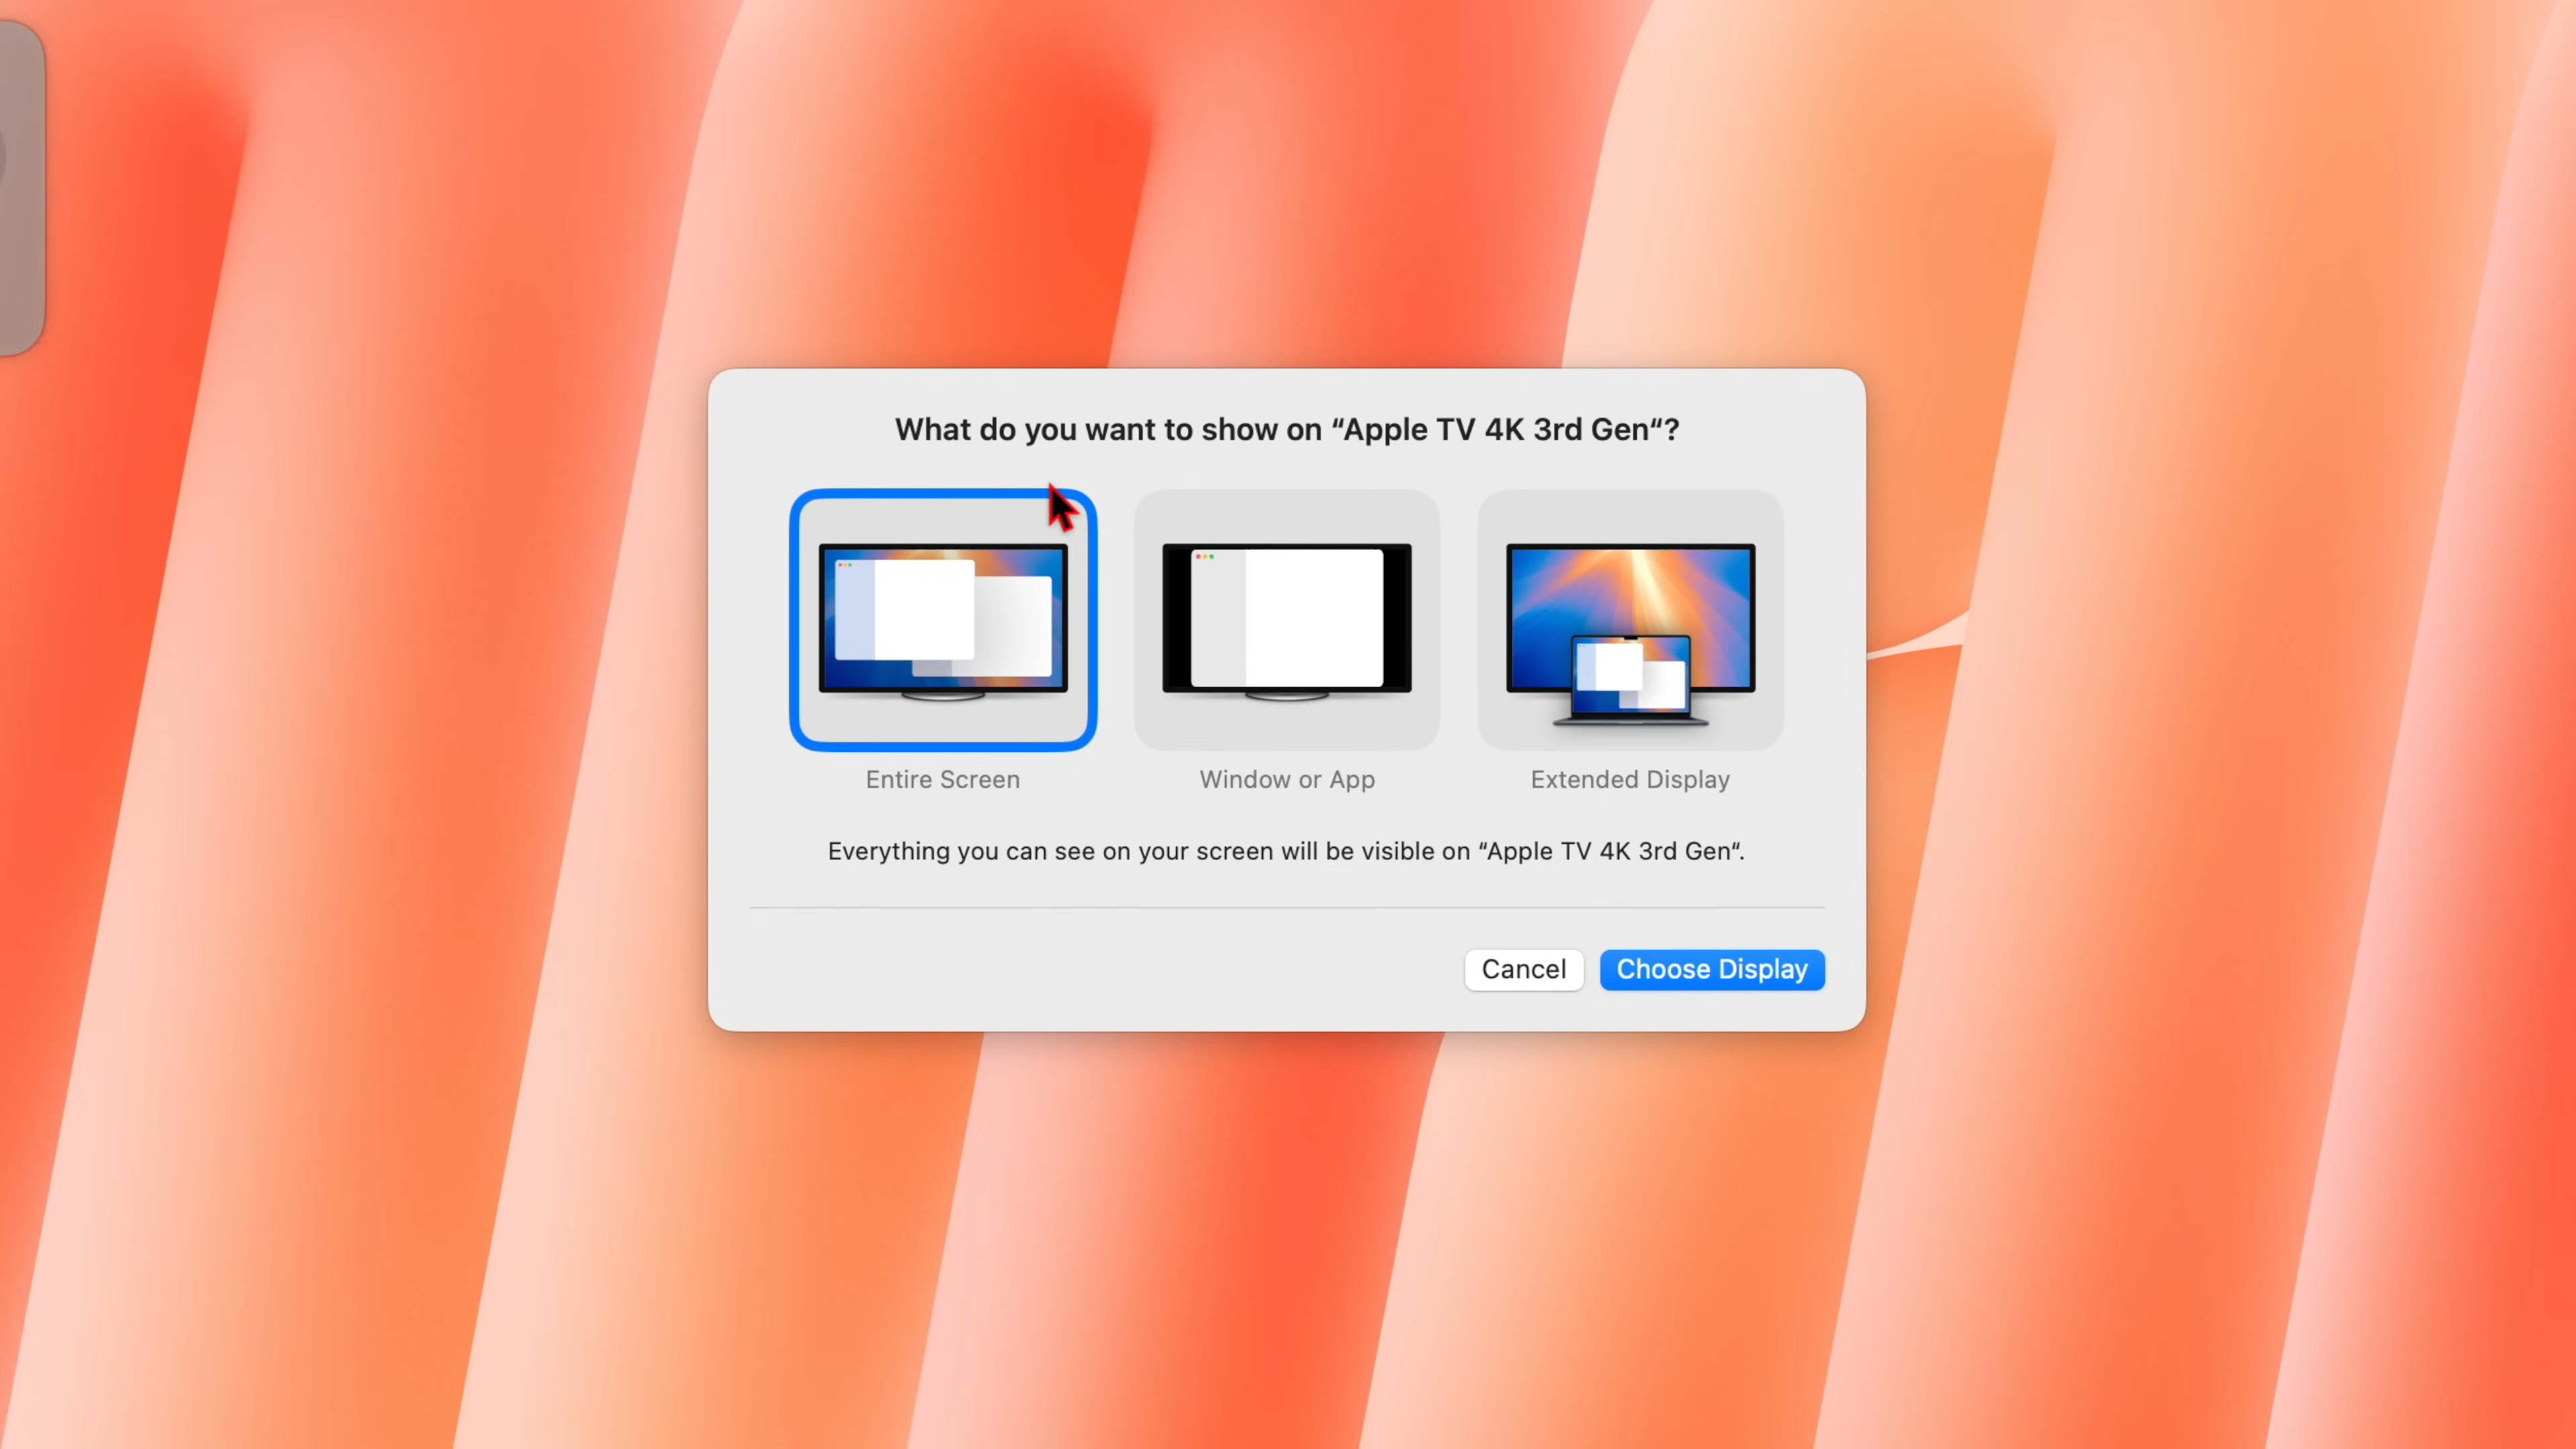 What do you want to show on “Apple TV 4K 3rd Gen“?
Entire Screen
Window or App
Extended Display
Everything you can see on your screen will be visible on “Apple TV 4K 3rd Gen“.
Cancel
Choose Display